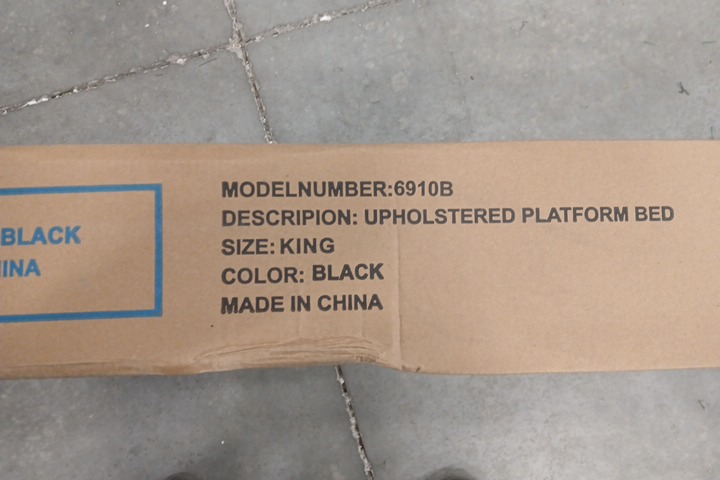 BLACK
INA
MODELNUMBER:6910B
DESCRIPION: UPHOLSTERED PLATFORM BED
SIZE: KING
COLOR: BLACK
MADE IN CHINA